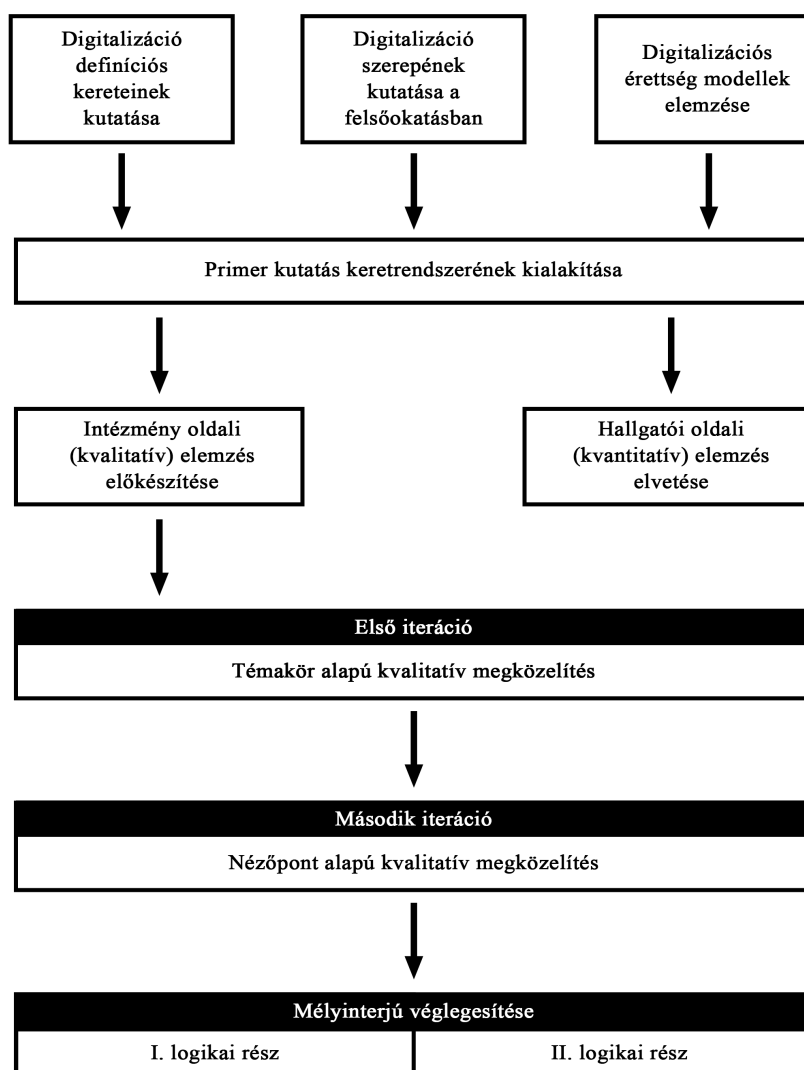 Digitalizáció
definíciós
kereteinek
kutatása
Digitalizáció
szerepének
kutatása a
felsőokatásban
Digitalizációs
érettség modellek
elemzése
Primer kutatás keretrendszerének kialakítása
Intézmény oldali
(kvalitatív) elemzés
előkészítése
Hallgatói oldali
(kvantitatív) elemzés
elvetése
Első iteráció
Témakör alapú kvalitatív megközelítés
Második iteráció
Nézőpont alapú kvalitatív megközelítés
Mélyinterjú véglegesítése
I. logikai rész
II. logikai rész